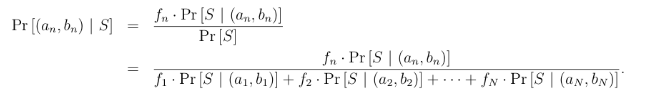 Pr [(aₙ, bₙ) | S] = fₙ · Pr [S | (aₙ, bₙ)] / Pr [S]
= fₙ · Pr [S | (aₙ, bₙ)] / f₁ · Pr [S | (a₁, b₁)] + f₂ · Pr [S | (a₂, b₂)] + ··· + f_N · Pr [S | (a_N, b_N)].